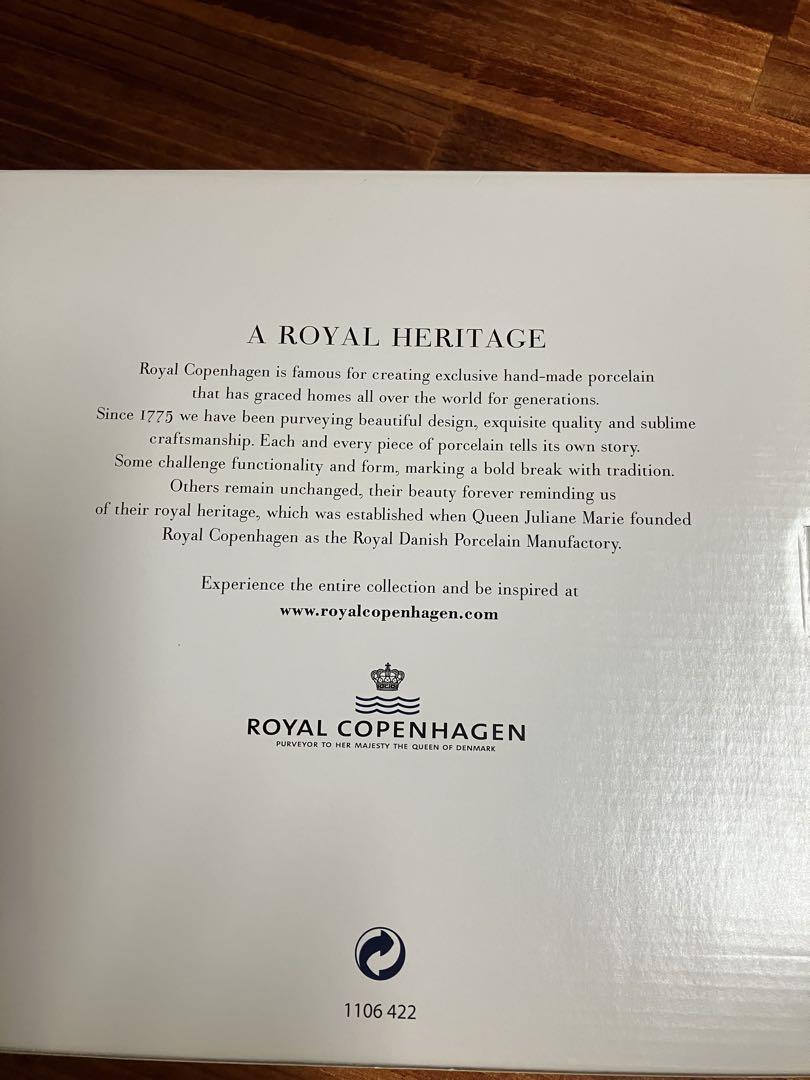 A ROYAL HERITAGE
Royal Copenhagen is famous for creating exclusive hand-made porcelain
that has graced homes all over the world for generations.
Since 1775 we have been purveying beautiful design, exquisite quality and sublime
craftsmanship. Each and every piece of porcelain tells its own story.
Some challenge functionality and form, marking a bold break with tradition.
Others remain unchanged, their beauty forever reminding us
of their royal heritage, which was established when Queen Juliane Marie founded
Royal Copenhagen as the Royal Danish Porcelain Manufactory.
Experience the entire collection and be inspired at
www.royalcopenhagen.com
ROYAL COPENHAGEN
PURVEYOR TO HER MAJESTY THE QUEEN OF DENMARK
1106 422